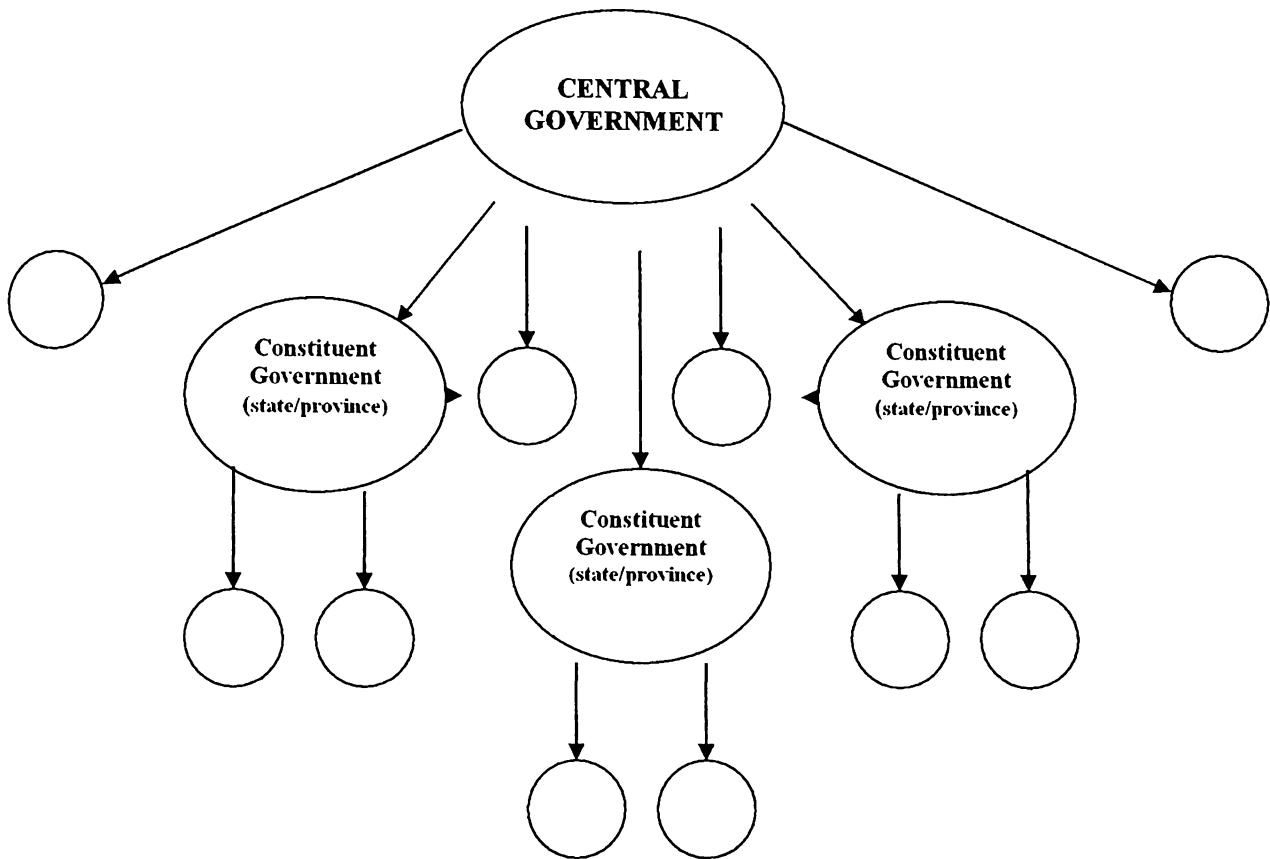 CENTRAL
GOVERNMENT
Constituent
Government
(state/province)
Constituent
Government
(state/province)
Constituent
Government
(state/province)